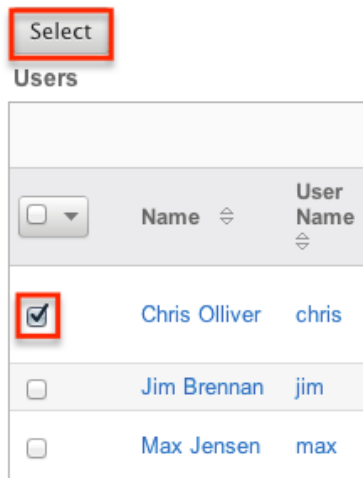 Select
Users
Name User
Name
Chris Olliver chris
Jim Brennan jim
Max Jensen max